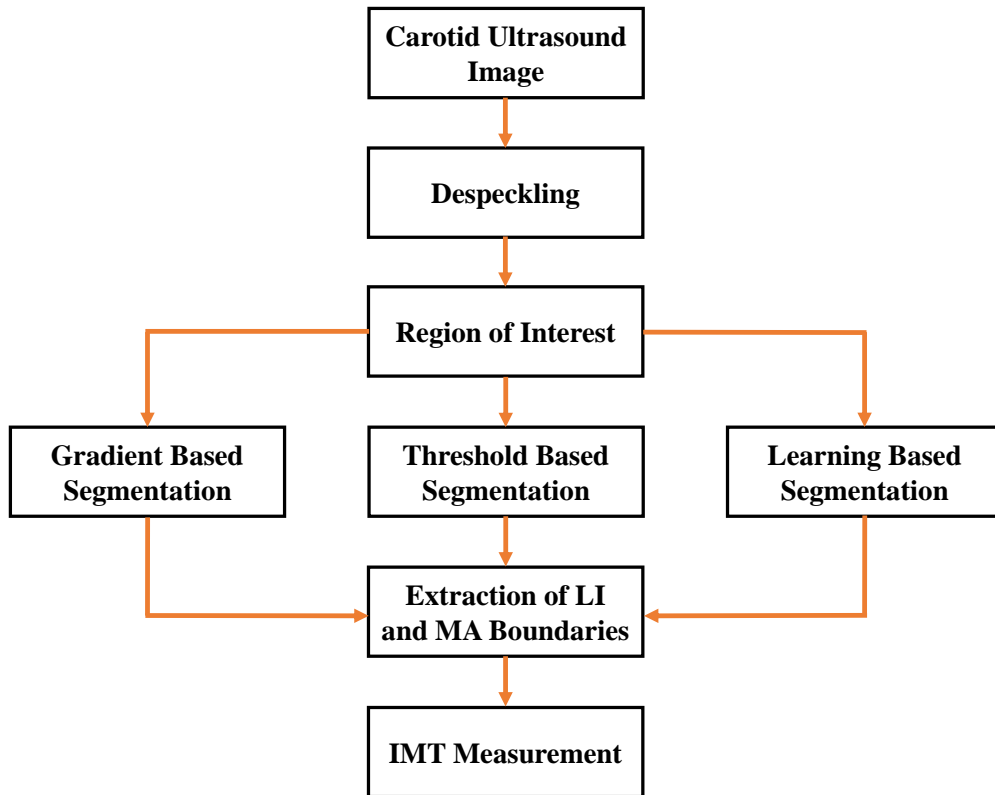 Carotid Ultrasound
Image
Despeckling
Region of Interest
Gradient Based
Segmentation
Threshold Based
Segmentation
Learning Based
Segmentation
Extraction of LI
and MA Boundaries
IMT Measurement